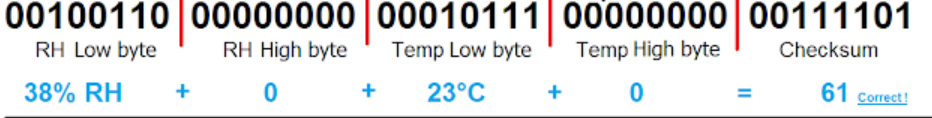 00100110 | 00000000 | 00010111 | 00000000 | 00111101
RH Low byte RH High byte Temp Low byte Temp High byte Checksum
38% RH + 0 + 23°C + 0 = 61 Correct!